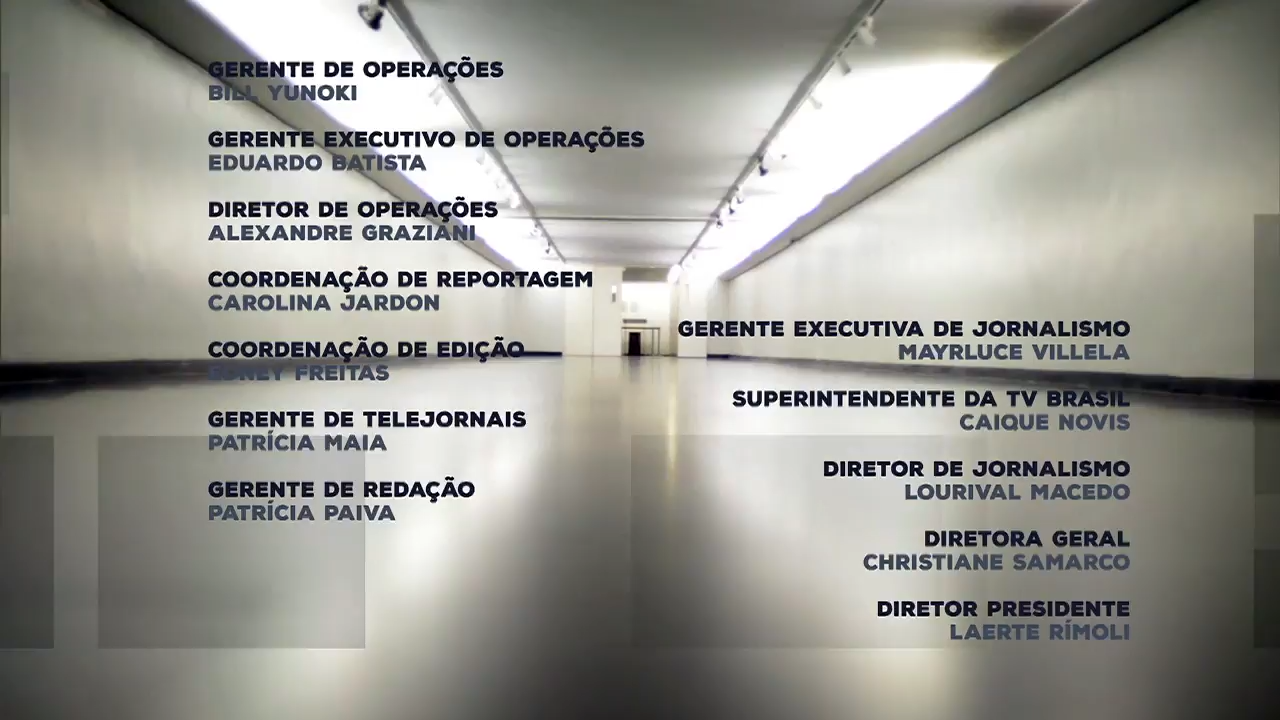 GERENTE DE OPERAÇÕES
BILL YUNOKI
GERENTE EXECUTIVO DE OPERAÇÕES
EDUARDO BATISTA
DIRETOR DE OPERAÇÕES
ALEXANDRE GRAZIANI
COORDENAÇÃO DE REPORTAGEM
CAROLINA JARDON
COORDENAÇÃO DE EDIÇÃO
EDNEY FREITAS
GERENTE DE TELEJORNAIS
PATRÍCIA MAIA
GERENTE DE REDAÇÃO
PATRÍCIA PAIVA
GERENTE EXECUTIVA DE JORNALISMO
MAYRLUCE VILLELA
SUPERINTENDENTE DA TV BRASIL
CAIQUE NOVIS
DIRETOR DE JORNALISMO
LOURIVAL MACEDO
DIRETORA GERAL
CHRISTIANE SAMARCO
DIRETOR PRESIDENTE
LAERTE RÍMOLI